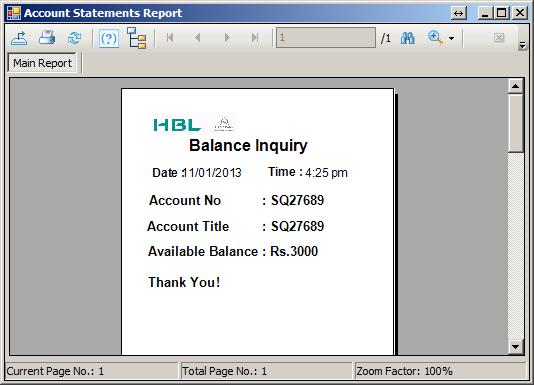 Account Statements Report
1 /1
Main Report
HBL
Balance Inquiry
Date :11/01/2013 Time : 4:25 pm
Account No : SQ27689
Account Title : SQ27689
Available Balance : Rs.3000
Thank You!
Current Page No.: 1 Total Page No.: 1 Zoom Factor: 100%